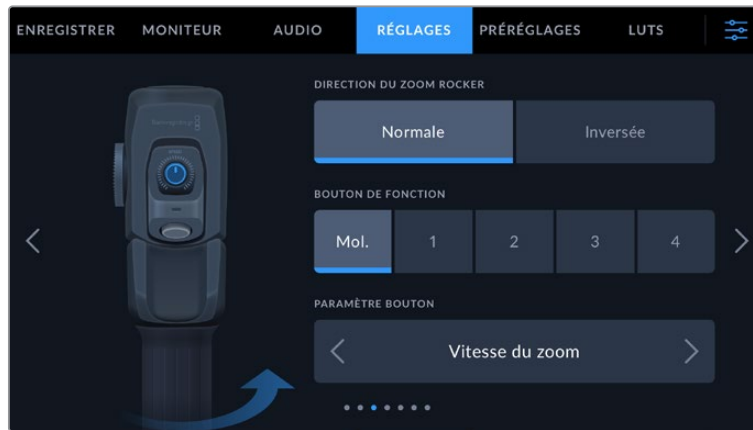 ENREGISTRER MONITEUR AUDIO RÉGLAGES PRÉRÉGLAGES LUTS
DIRECTION DU ZOOM ROCKER
Normale Inversée
BOUTON DE FONCTION
Mol. 1 2 3 4
PARAMÈTRE BOUTON
Vitesse du zoom